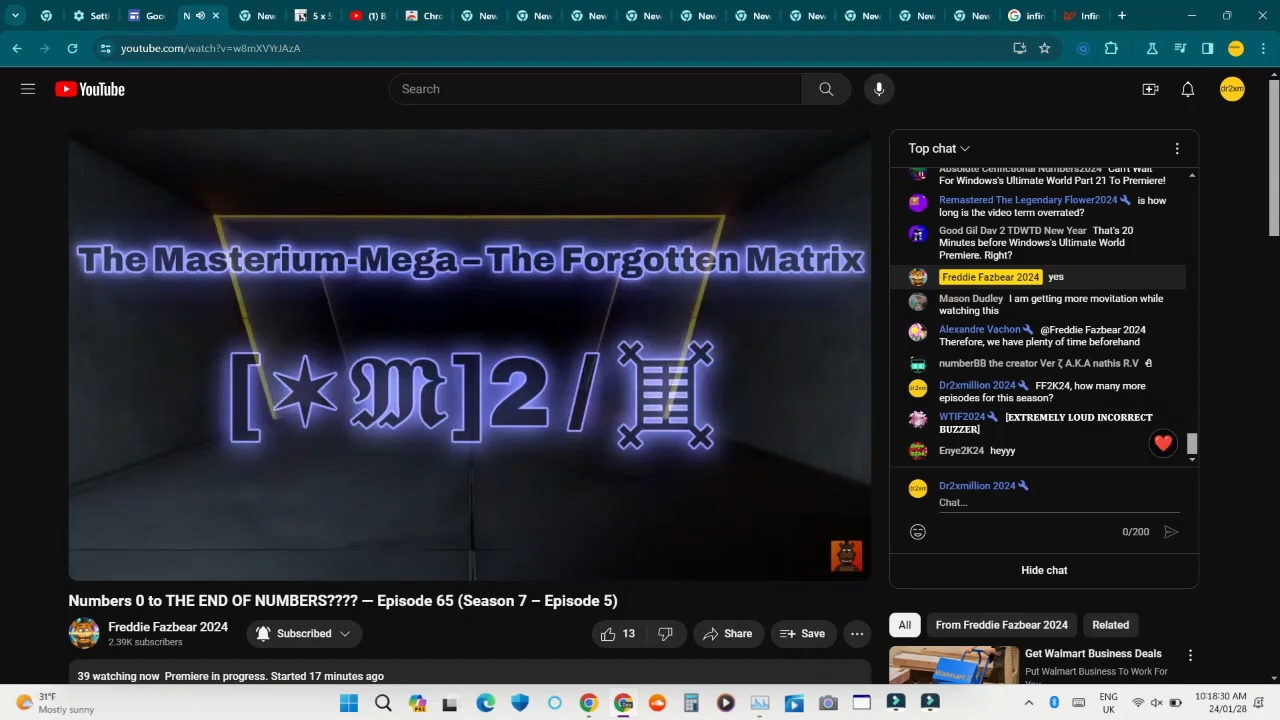 Setti
Goo
N
New
5 x 5
(1) B
Chro
New
New
New
New
New
New
New
New
New
New
infin
Infin
youtube.com/watch?v=w8mXVYrJAzA
YouTube
Search
dr2xm
The Masterium-Mega – The Forgotten Matrix
[✶𝔐]2 /
Top chat
Can't Wait
For Windows's Ultimate World Part 21 To Premiere!
Remastered The Legendary Flower2024 is how
long is the video term overrated?
Good Gil Dav 2 TDWTD New Year That's 20
Minutes before Windows's Ultimate World
Premiere. Right?
Freddie Fazbear 2024 yes
Mason Dudley I am getting more movitation while
watching this
Alexandre Vachon @Freddie Fazbear 2024
Therefore, we have plenty of time beforehand
numberBB the creator Ver ζ A.K.A nathis R.V
Dr2xmillion 2024 FF2K24, how many more
episodes for this season?
WTIF2024 [EXTREMELY LOUD INCORRECT
BUZZER]
Enye2K24 heyyy
Dr2xmillion 2024
Chat...
0/200
Hide chat
Numbers 0 to THE END OF NUMBERS???? — Episode 65 (Season 7 – Episode 5)
Freddie Fazbear 2024
2.39K subscribers
Subscribed
13
Share
Save
39 watching now Premiere in progress. Started 17 minutes ago
All
From Freddie Fazbear 2024
Related
Get Walmart Business Deals
Put Walmart Business To Work For
31°F
Mostly sunny
ENG
UK
10:18:30 AM
24/01/28